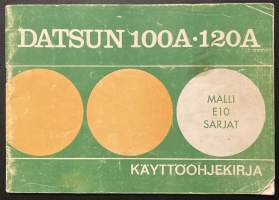 DATSUN 100A·120A
MALLI
E10
SARJAT
KÄYTTÖOHJEKIRJA